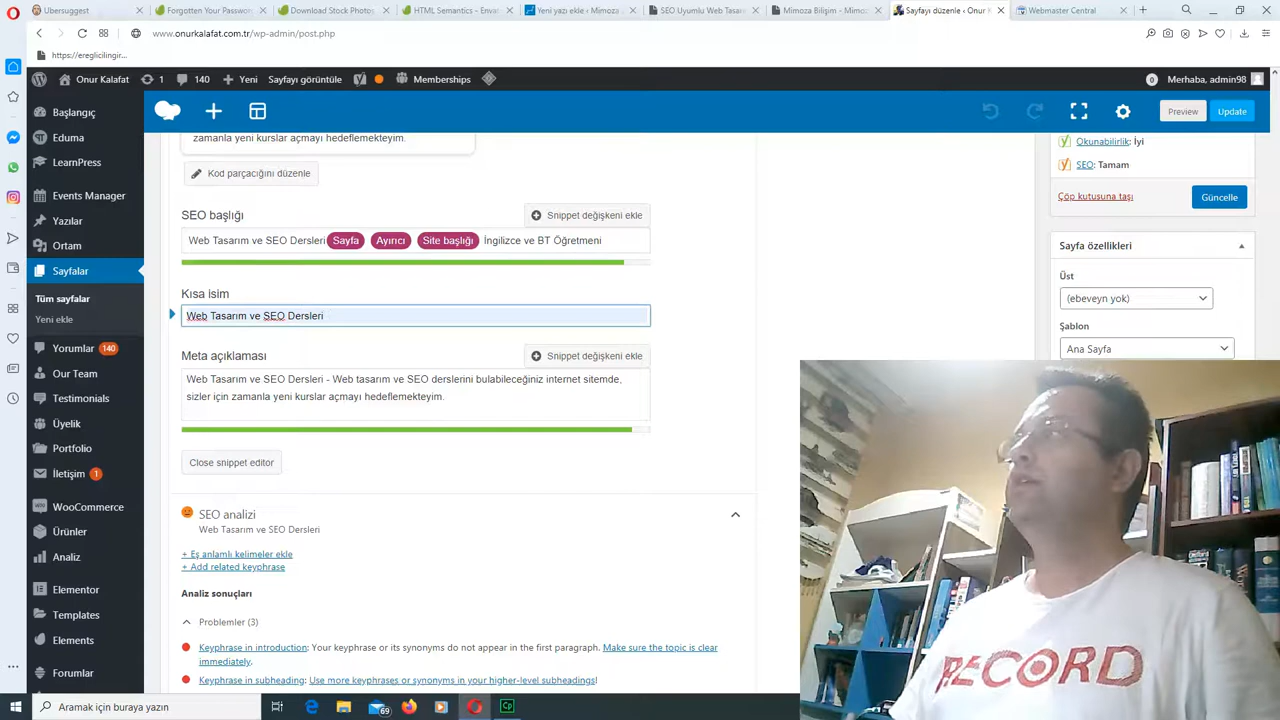 Ubersuggest
Forgotten Your Passwor
Download Stock Photos
HTML Semantics - Envat
Yeni yazı ekle ‹ Mimoza
SEO Uyumlu Web Tasarı
Mimoza Bilişim - Mimoz
Sayfayı düzenle ‹ Onur K
Webmaster Central
www.onurkalafat.com.tr/wp-admin/post.php
https://ereglicilingir...
Onur Kalafat
1
140
Yeni
Sayfayı görüntüle
Memberships
0
Merhaba, admin98
Başlangıç
Eduma
LearnPress
Events Manager
Yazılar
Ortam
Sayfalar
Tüm sayfalar
Yeni ekle
Yorumlar 140
Our Team
Testimonials
Üyelik
Portfolio
İletişim 1
WooCommerce
Ürünler
Analiz
Elementor
Templates
Elements
Forumlar
Preview
Update
zamanla yeni kurslar açmayı hedeflemekteyim.
Kod parçacığını düzenle
SEO başlığı
Snippet değişkeni ekle
Web Tasarım ve SEO Dersleri Sayfa Ayırıcı Site başlığı İngilizce ve BT Öğretmeni
Kısa isim
Web Tasarım ve SEO Dersleri
Meta açıklaması
Snippet değişkeni ekle
Web Tasarım ve SEO Dersleri - Web tasarım ve SEO derslerini bulabileceğiniz internet sitemde,
sizler için zamanla yeni kurslar açmayı hedeflemekteyim.
Close snippet editor
SEO analizi
Web Tasarım ve SEO Dersleri
+ Eş anlamlı kelimeler ekle
+ Add related keyphrase
Analiz sonuçları
Problemler (3)
Keyphrase in introduction: Your keyphrase or its synonyms do not appear in the first paragraph. Make sure the topic is clear
immediately.
Keyphrase in subheading: Use more keyphrases or synonyms in your higher-level subheadings!
Okunabilirlik: İyi
SEO: Tamam
Çöp kutusuna taşı
Güncelle
Sayfa özellikleri
Üst
(ebeveyn yok)
Şablon
Ana Sayfa
RECORD
Aramak için buraya yazın
69
Cp